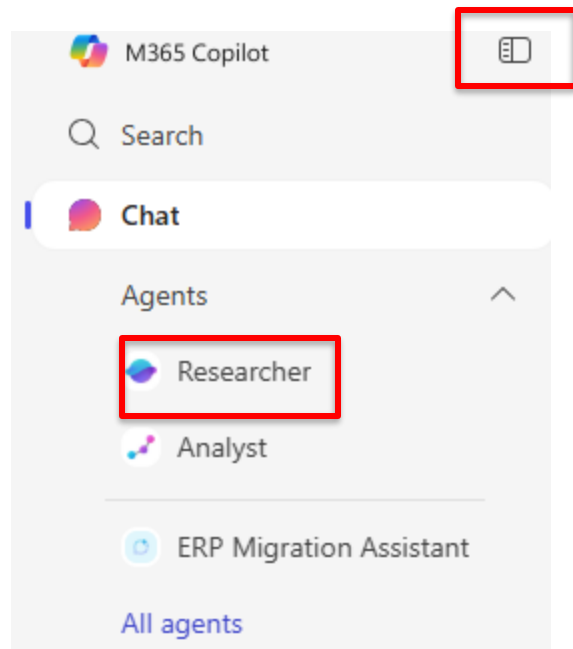 M365 Copilot
Search
Chat
Agents
Researcher
Analyst
ERP Migration Assistant
All agents